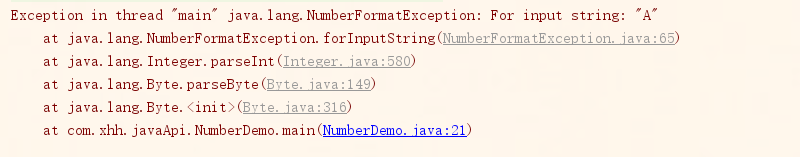 Exception in thread "main" java.lang.NumberFormatException: For input string: "A"
at java.lang.NumberFormatException.forInputString(NumberFormatException.java:65)
at java.lang.Integer.parseInt(Integer.java:580)
at java.lang.Byte.parseByte(Byte.java:149)
at java.lang.Byte.<init>(Byte.java:316)
at com.xhh.javaApi.NumberDemo.main(NumberDemo.java:21)